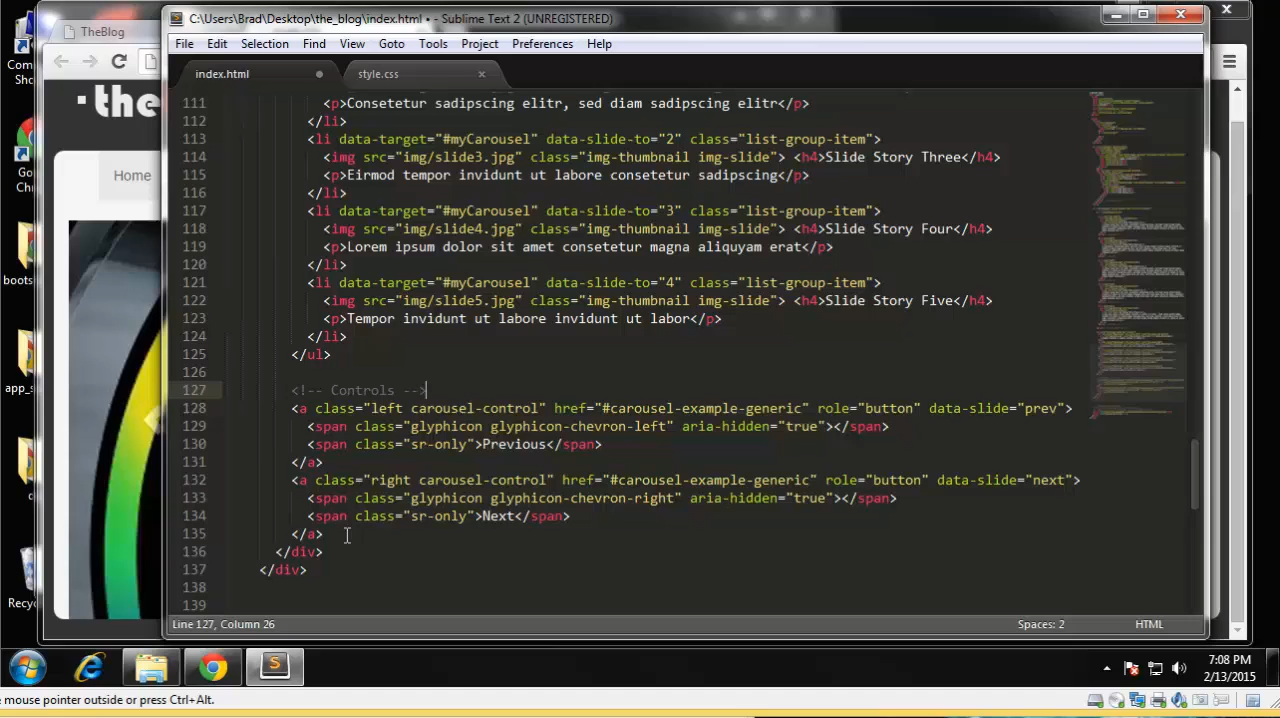 C:\Users\Brad\Desktop\the_blog\index.html • - Sublime Text 2 (UNREGISTERED)
TheBlog
File Edit Selection Find View Goto Tools Project Preferences Help
index.html
style.css
the
Home
111 <p>Consetetur sadipscing elitr, sed diam sadipscing elitr</p>
112 </li>
113 <li data-target="#myCarousel" data-slide-to="2" class="list-group-item">
114 <img src="img/slide3.jpg" class="img-thumbnail img-slide"> <h4>Slide Story Three</h4>
115 <p>Eirmod tempor invidunt ut labore consetetur sadipscing</p>
116 </li>
117 <li data-target="#myCarousel" data-slide-to="3" class="list-group-item">
118 <img src="img/slide4.jpg" class="img-thumbnail img-slide"> <h4>Slide Story Four</h4>
119 <p>Lorem ipsum dolor sit amet consetetur magna aliquyam erat</p>
120 </li>
121 <li data-target="#myCarousel" data-slide-to="4" class="list-group-item">
122 <img src="img/slide5.jpg" class="img-thumbnail img-slide"> <h4>Slide Story Five</h4>
123 <p>Tempor invidunt ut labore invidunt ut labor</p>
124 </li>
125 </ul>
126
127 <!-- Controls -->
128 <a class="left carousel-control" href="#carousel-example-generic" role="button" data-slide="prev">
129 <span class="glyphicon glyphicon-chevron-left" aria-hidden="true"></span>
130 <span class="sr-only">Previous</span>
131 </a>
132 <a class="right carousel-control" href="#carousel-example-generic" role="button" data-slide="next">
133 <span class="glyphicon glyphicon-chevron-right" aria-hidden="true"></span>
134 <span class="sr-only">Next</span>
135 </a>
136 </div>
137 </div>
138
139
Line 127, Column 26
Spaces: 2
HTML
Com
Sho
Go
Ch
boots
app_s
d
Recyc
7:08 PM
2/13/2015
mouse pointer outside or press Ctrl+Alt.